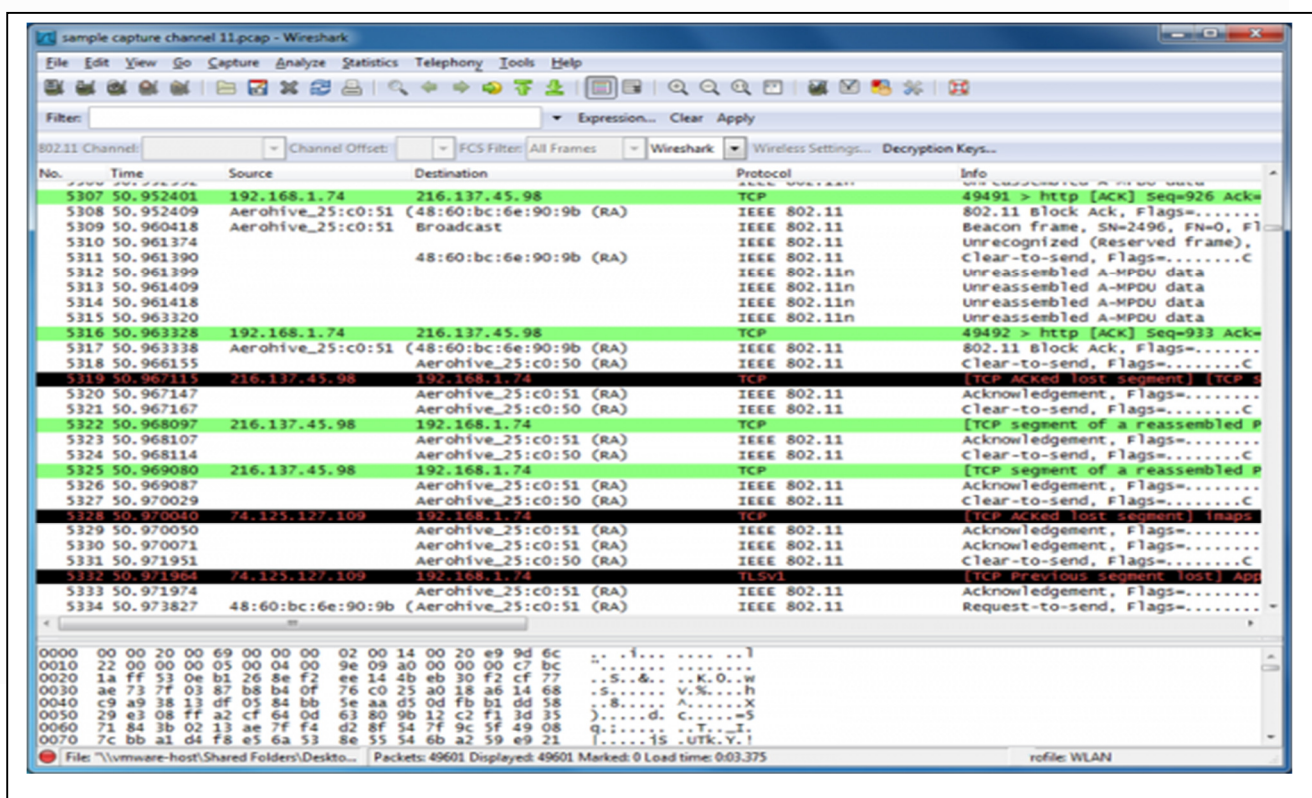 sample capture channel 11.pcap - Wireshark
File Edit View Go Capture Analyze Statistics Telephony Tools Help
Filter: Expression... Clear Apply
802.11 Channel: Channel Offset: FCS Filter: All Frames Wireshark Wireless Settings... Decryption Keys...
No. Time Source Destination Protocol Info
5307 50.952401 192.168.1.74 216.137.45.98 TCP 49491 > http [ACK] Seq=926 Ack=
5308 50.952409 Aerohive_25:c0:51 (48:60:bc:6e:90:9b (RA) IEEE 802.11 802.11 Block Ack, Flags=.......
5309 50.960418 Aerohive_25:c0:51 Broadcast IEEE 802.11 Beacon frame, SN=2496, FN=0, Fl
5310 50.961374 IEEE 802.11 Unrecognized (Reserved frame),
5311 50.961390 48:60:bc:6e:90:9b (RA) IEEE 802.11 Clear-to-send, Flags=........C
5312 50.961399 IEEE 802.11n Unreassembled A-MPDU data
5313 50.961409 IEEE 802.11n Unreassembled A-MPDU data
5314 50.961418 IEEE 802.11n Unreassembled A-MPDU data
5315 50.963320 IEEE 802.11n Unreassembled A-MPDU data
5316 50.963328 192.168.1.74 216.137.45.98 TCP 49492 > http [ACK] Seq=933 Ack=
5317 50.963338 Aerohive_25:c0:51 (48:60:bc:6e:90:9b (RA) IEEE 802.11 802.11 Block Ack, Flags=.......
5318 50.966155 Aerohive_25:c0:50 (RA) IEEE 802.11 Clear-to-send, Flags=........C
5319 50.967115 216.137.45.98 192.168.1.74 TCP [TCP ACKed lost segment] [TCP s
5320 50.967147 Aerohive_25:c0:51 (RA) IEEE 802.11 Acknowledgement, Flags=........
5321 50.967167 Aerohive_25:c0:50 (RA) IEEE 802.11 Clear-to-send, Flags=........C
5322 50.968097 216.137.45.98 192.168.1.74 TCP [TCP segment of a reassembled P
5323 50.968107 Aerohive_25:c0:51 (RA) IEEE 802.11 Acknowledgement, Flags=........
5324 50.968114 Aerohive_25:c0:50 (RA) IEEE 802.11 Clear-to-send, Flags=........C
5325 50.969080 216.137.45.98 192.168.1.74 TCP [TCP segment of a reassembled P
5326 50.969087 Aerohive_25:c0:51 (RA) IEEE 802.11 Acknowledgement, Flags=........
5327 50.970029 Aerohive_25:c0:50 (RA) IEEE 802.11 Clear-to-send, Flags=........C
5328 50.970040 74.125.127.109 192.168.1.74 TCP [TCP ACKed lost segment] imaps
5329 50.970050 Aerohive_25:c0:51 (RA) IEEE 802.11 Acknowledgement, Flags=........
5330 50.970071 Aerohive_25:c0:51 (RA) IEEE 802.11 Acknowledgement, Flags=........
5331 50.971951 Aerohive_25:c0:50 (RA) IEEE 802.11 Clear-to-send, Flags=........C
5332 50.971964 74.125.127.109 192.168.1.74 TLSv1 [TCP Previous segment lost] App
5333 50.971974 Aerohive_25:c0:51 (RA) IEEE 802.11 Acknowledgement, Flags=........
5334 50.973827 48:60:bc:6e:90:9b (Aerohive_25:c0:51 (RA) IEEE 802.11 Request-to-send, Flags=........
0000 00 00 20 00 69 00 00 00 02 00 14 00 20 e9 9d 6c .. .i... .... ..l
0010 22 00 00 00 05 00 04 00 9e 09 a0 00 00 00 c7 bc "....... ........
0020 1a ff 53 0e b1 26 8e f2 ee 14 4b eb 30 f2 cf 77 ..S..&.. ..K.0..w
0030 ae 73 7f 03 87 b8 b4 0f 76 c0 25 a0 18 a6 14 68 .s...... v.%....h
0040 c9 a9 38 13 df 05 84 bb 5e aa d5 0d fb b1 dd 58 ..8..... ^......X
0050 29 e3 08 ff a2 cf 64 0d 63 80 9b 12 c2 f1 3d 35 ).....d. c.....=5
0060 71 84 3b 02 13 ae 7f f4 d2 8f 54 7f 9c 5f 49 08 q.;..... ..T.._I.
0070 7c bb a1 d4 f8 e5 6a 53 8e 55 54 6b a2 59 e9 21 |.....jS .UTk.Y.!
File: "\\vmware-host\Shared Folders\Deskto... Packets: 49601 Displayed: 49601 Marked: 0 Load time: 0:03.375 rofile: WLAN